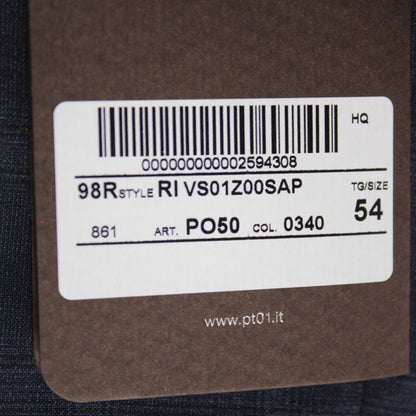 HQ
000000000002594308
98R STYLE RI VS01Z00SAP TG/SIZE
861 ART. PO50 COL. 0340 54
www.pt01.it